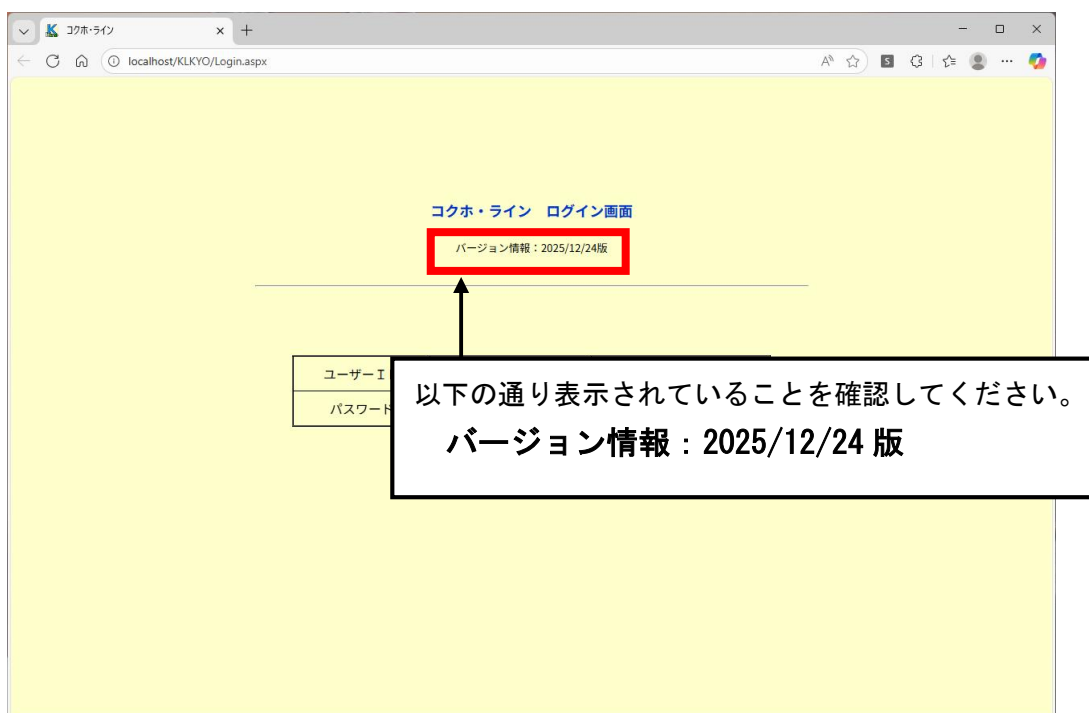 コクホ・ライン
localhost/KLKYO/Login.aspx
コクホ・ライン　ログイン画面
バージョン情報：2025/12/24版
ユーザーI
パスワード
以下の通り表示されていることを確認してください。
バージョン情報：2025/12/24 版